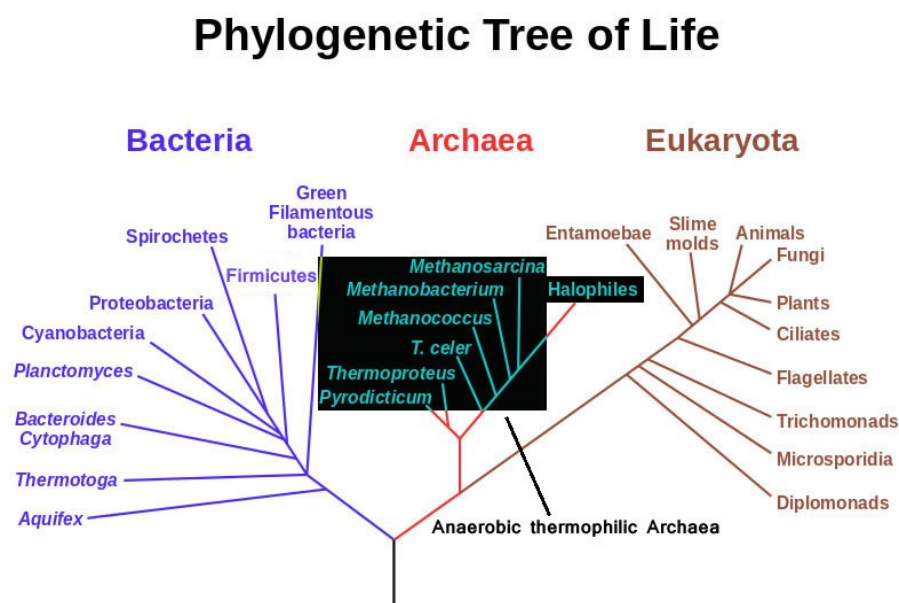 Phylogenetic Tree of Life
Bacteria
Archaea
Eukaryota
Green
Filamentous
bacteria
Spirochetes
Firmicutes
Proteobacteria
Cyanobacteria
Planctomyces
Bacteroides
Cytophaga
Thermotoga
Aquifex
Methanosarcina
Methanobacterium
Halophiles
Methanococcus
T. celer
Thermoproteus
Pyrodicticum
Anaerobic thermophilic Archaea
Entamoebae
Slime
molds
Animals
Fungi
Plants
Ciliates
Flagellates
Trichomonads
Microsporidia
Diplomonads